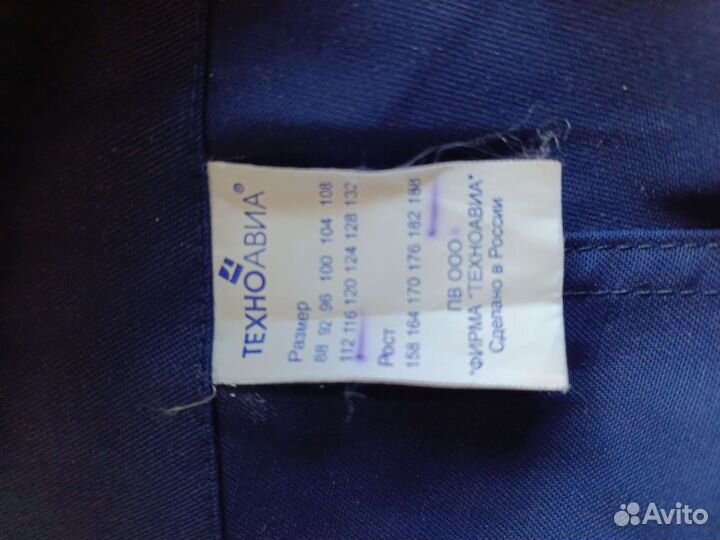 ТЕХНОАВИА®
Размер
88 92 96 100 104 108
112 116 120 124 128 132
Рост
158 164 170 176 182 188
ПВ ООО
"ФИРМА "ТЕХНОАВИА"
Сделано в России
Avito